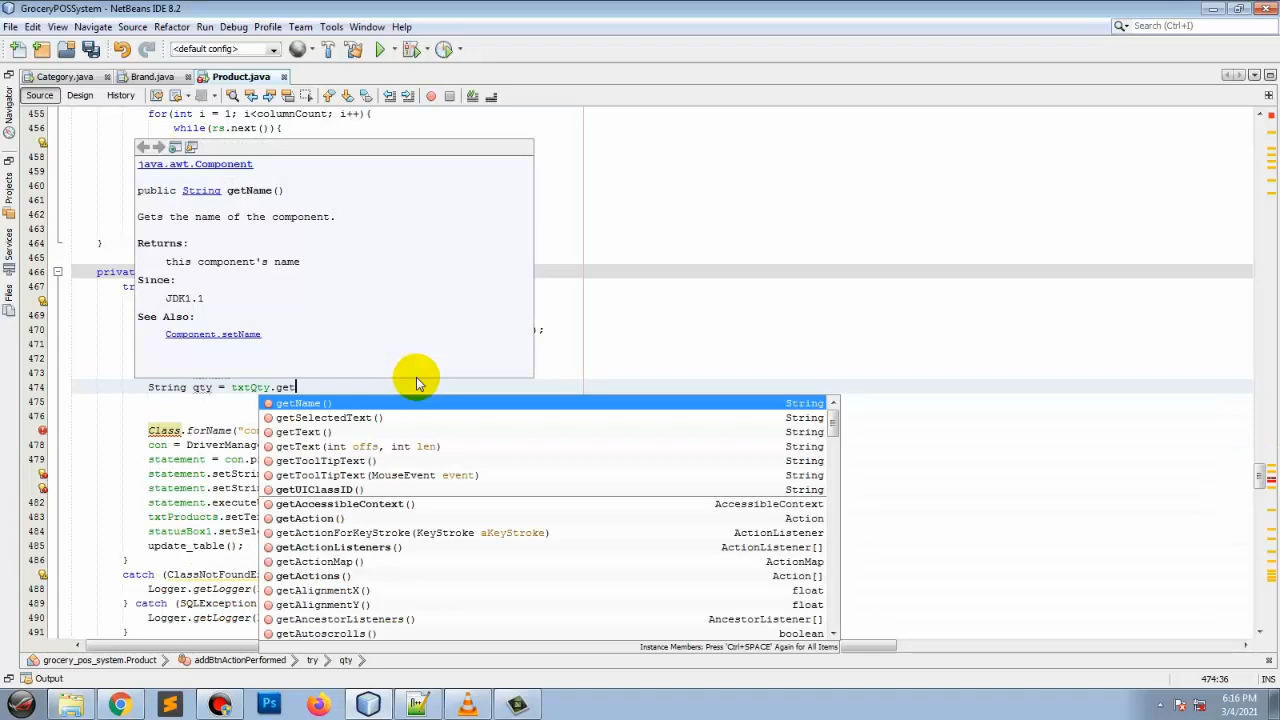 GroceryPOSSystem - NetBeans IDE 8.2
File Edit View Navigate Source Refactor Run Debug Profile Team Tools Window Help
Search (Ctrl+I)
<default config>
Category.java Brand.java Product.java
Source Design History
Navigator
Projects
Services
Files
455 for(int i = 1; i<columnCount; i++){
456 while(rs.next()){
458
459
460
461
462
463
464 }
465
466 privat
467 tr
469
470 );
471
472
473
474 String qty = txtQty.get
475
476
Class.forName("co
478 con = DriverManage
479 statement = con.p
statement.setStri
statement.setStri
482 statement.execute
483 txtProducts.setTe
484 statusBox1.setSel
485 update_table();
486 }
catch (ClassNotFoundE
488 Logger.getLogger(
489 } catch (SQLException
490 Logger.getLogger(
491 }
java.awt.Component
public String getName()
Gets the name of the component.
Returns:
this component's name
Since:
JDK1.1
See Also:
Component.setName
getName() String
getSelectedText() String
getText() String
getText(int offs, int len) String
getToolTipText() String
getToolTipText(MouseEvent event) String
getUIClassID() String
getAccessibleContext() AccessibleContext
getAction() Action
getActionForKeyStroke(KeyStroke aKeyStroke) ActionListener
getActionListeners() ActionListener[]
getActionMap() ActionMap
getActions() Action[]
getAlignmentX() float
getAlignmentY() float
getAncestorListeners() AncestorListener[]
getAutoscrolls() boolean
Instance Members; Press 'Ctrl+SPACE' Again for All Items
grocery_pos_system.Product addBtnActionPerformed try qty
Output
474:36 INS
Ps
6:16 PM
3/4/2021